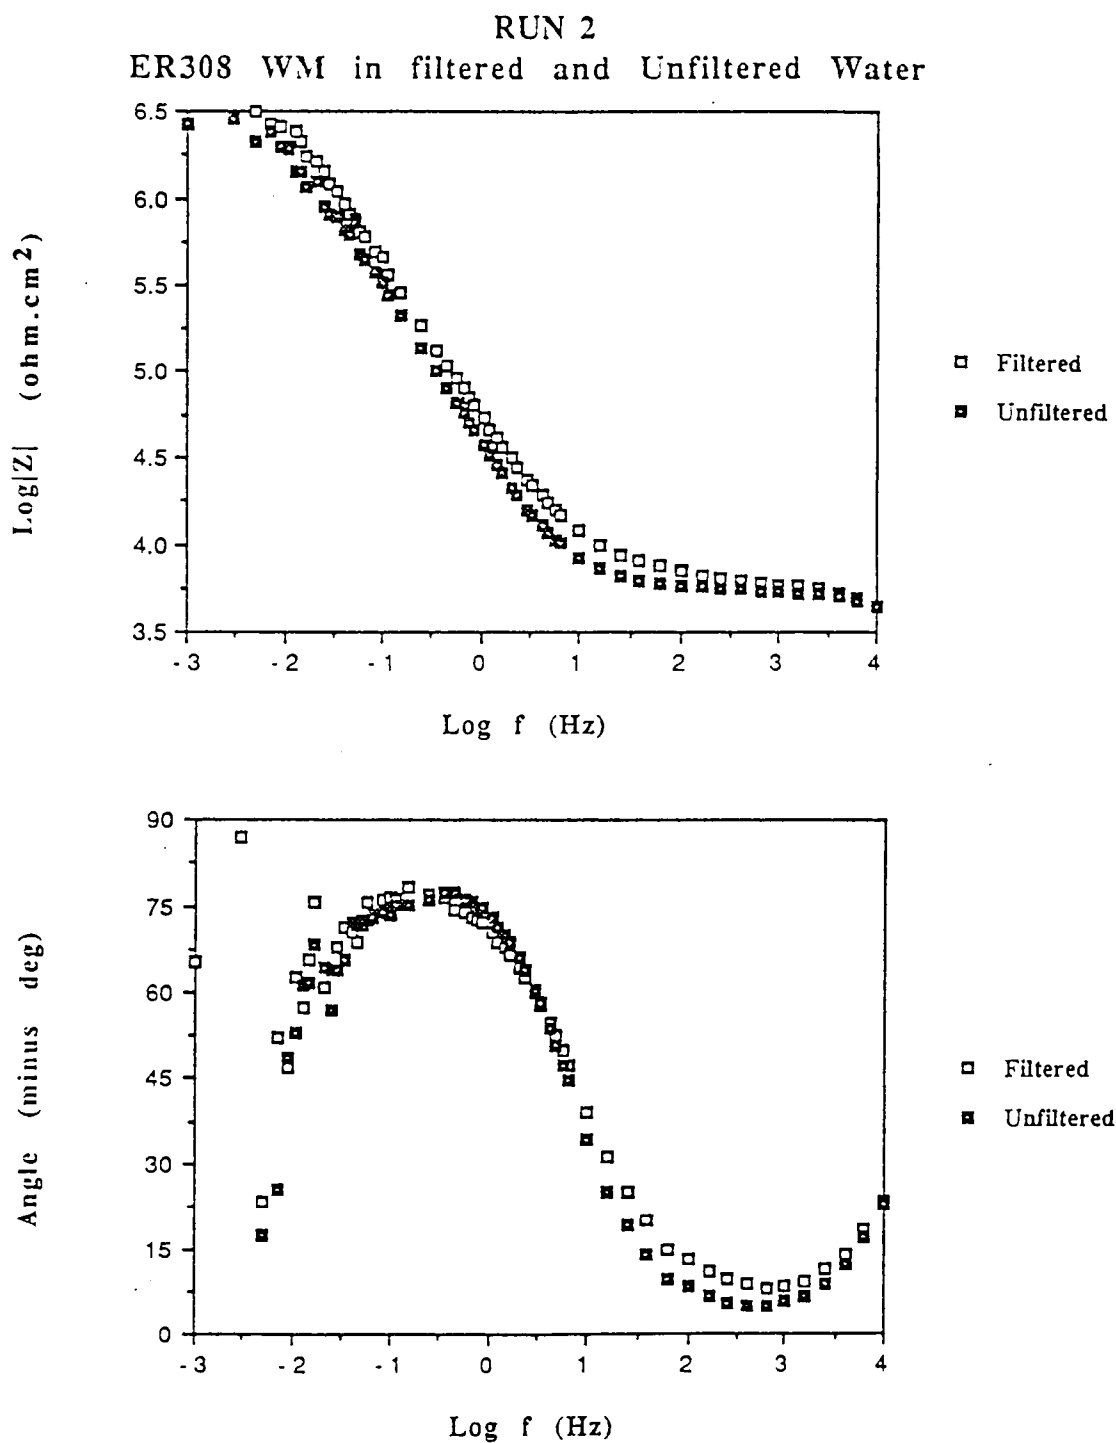 RUN 2
ER308 WM in filtered and Unfiltered Water
Log|Z| (ohm.cm2)
6.5
6.0
5.5
5.0
4.5
4.0
3.5
-3 -2 -1 0 1 2 3 4
Log f (Hz)
Filtered
Unfiltered
Angle (minus deg)
90
75
60
45
30
15
0
-3 -2 -1 0 1 2 3 4
Log f (Hz)
Filtered
Unfiltered